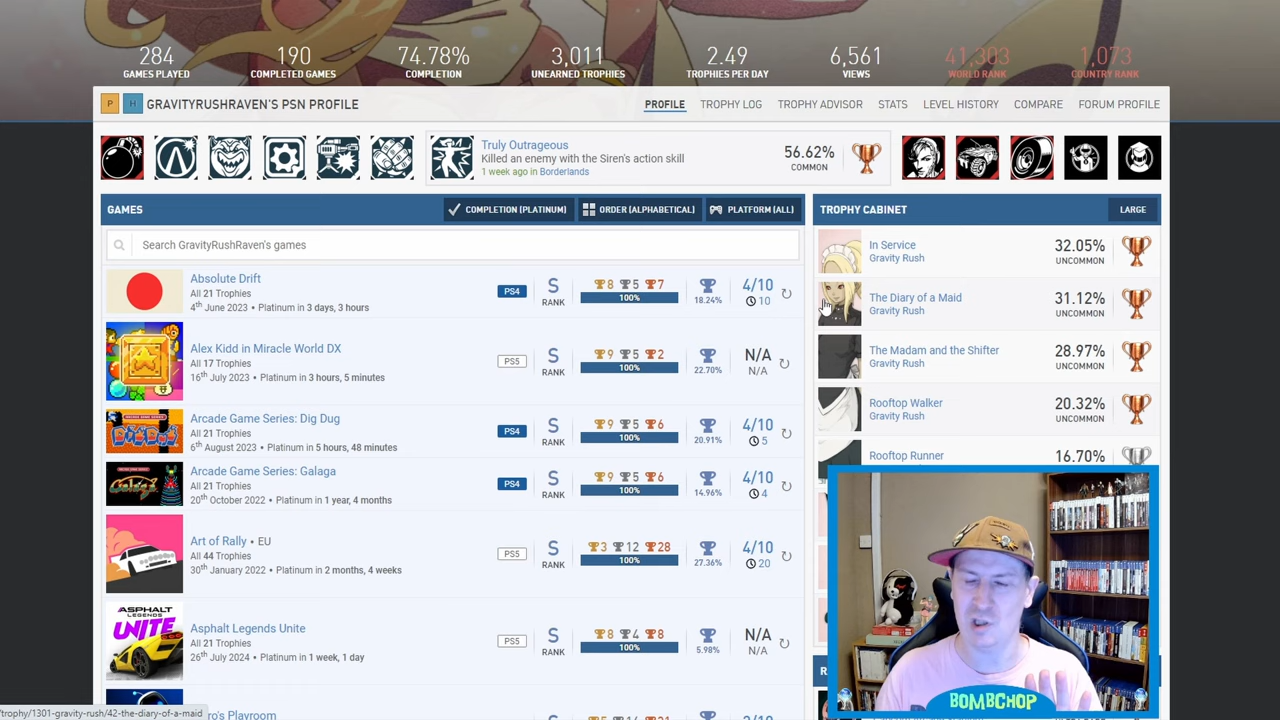 284 190 74.78% 3,011 2.49 6,561 41,303 1,073
GAMES PLAYED COMPLETED GAMES COMPLETION UNEARNED TROPHIES TROPHIES PER DAY VIEWS WORLD RANK COUNTRY RANK
P H GRAVITYRUSHRAVEN'S PSN PROFILE PROFILE TROPHY LOG TROPHY ADVISOR STATS LEVEL HISTORY COMPARE FORUM PROFILE
Truly Outrageous
Killed an enemy with the Siren's action skill
1 week ago in Borderlands
56.62%
COMMON
GAMES COMPLETION (PLATINUM) ORDER (ALPHABETICAL) PLATFORM (ALL)
Search GravityRushRaven's games
Absolute Drift
All 21 Trophies
4th June 2023 • Platinum in 3 days, 3 hours
PS4 S RANK 8 5 7 100% 18.24% 4/10 10
Alex Kidd in Miracle World DX
All 17 Trophies
16th July 2023 • Platinum in 3 hours, 5 minutes
PS5 S RANK 9 5 2 100% 22.70% N/A N/A
Arcade Game Series: Dig Dug
All 21 Trophies
6th August 2023 • Platinum in 5 hours, 48 minutes
PS4 S RANK 9 5 6 100% 20.91% 4/10 5
Arcade Game Series: Galaga
All 21 Trophies
20th October 2022 • Platinum in 1 year, 4 months
PS4 S RANK 9 5 6 100% 14.96% 4/10 4
Art of Rally • EU
All 44 Trophies
30th January 2022 • Platinum in 2 months, 4 weeks
PS5 S RANK 3 12 28 100% 27.36% 4/10 20
ASPHALT
LEGENDS
UNITE
Asphalt Legends Unite
All 21 Trophies
26th July 2024 • Platinum in 1 week, 1 day
PS5 S RANK 8 4 8 100% 5.98% N/A N/A
ro's Playroom
/trophy/1301-gravity-rush/42-the-diary-of-a-maid
TROPHY CABINET LARGE
In Service
Gravity Rush
32.05%
UNCOMMON
The Diary of a Maid
Gravity Rush
31.12%
UNCOMMON
The Madam and the Shifter
Gravity Rush
28.97%
UNCOMMON
Rooftop Walker
Gravity Rush
20.32%
UNCOMMON
Rooftop Runner
16.70%
BOMBCHOP